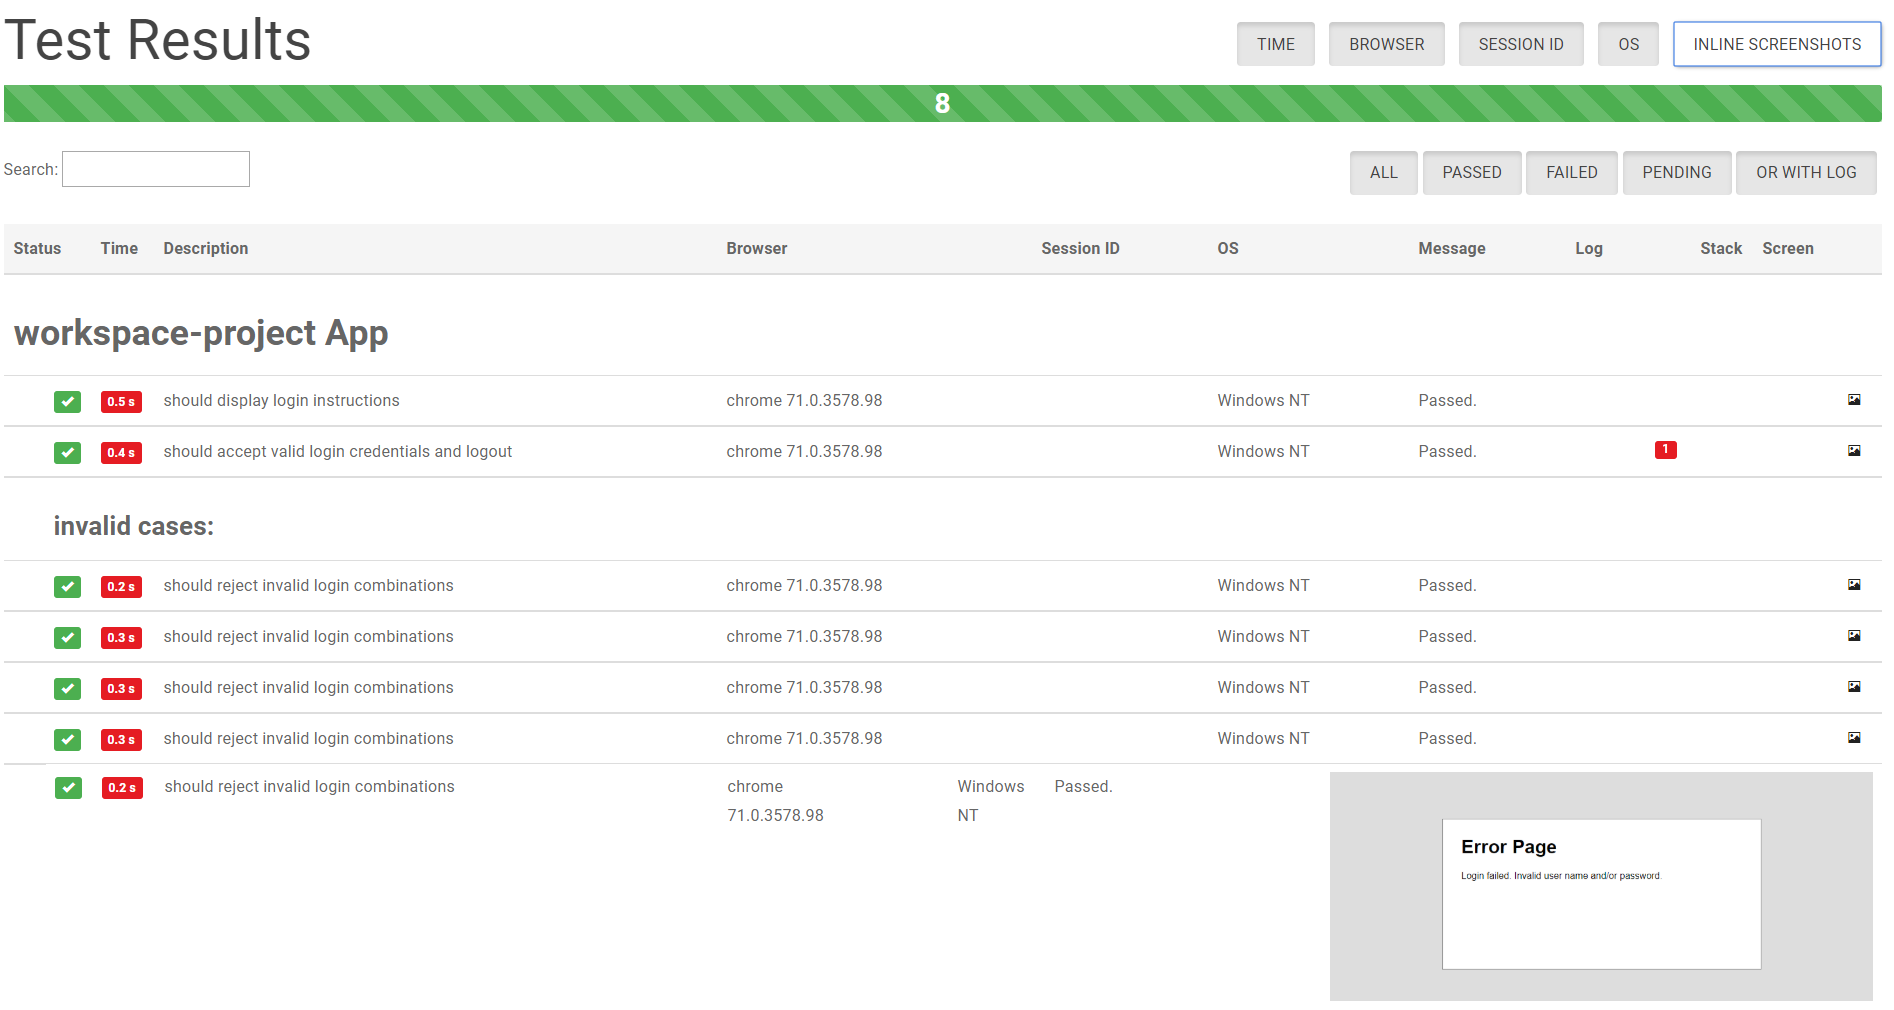 Test Results
TIME BROWSER SESSION ID OS INLINE SCREENSHOTS
8
Search:
ALL PASSED FAILED PENDING OR WITH LOG
Status Time Description Browser Session ID OS Message Log Stack Screen
workspace-project App
0.5 s should display login instructions chrome 71.0.3578.98 Windows NT Passed.
0.4 s should accept valid login credentials and logout chrome 71.0.3578.98 Windows NT Passed. 1
invalid cases:
0.2 s should reject invalid login combinations chrome 71.0.3578.98 Windows NT Passed.
0.3 s should reject invalid login combinations chrome 71.0.3578.98 Windows NT Passed.
0.3 s should reject invalid login combinations chrome 71.0.3578.98 Windows NT Passed.
0.3 s should reject invalid login combinations chrome 71.0.3578.98 Windows NT Passed.
0.2 s should reject invalid login combinations chrome Windows Passed.
71.0.3578.98 NT
Error Page
Login failed. Invalid user name and/or password.